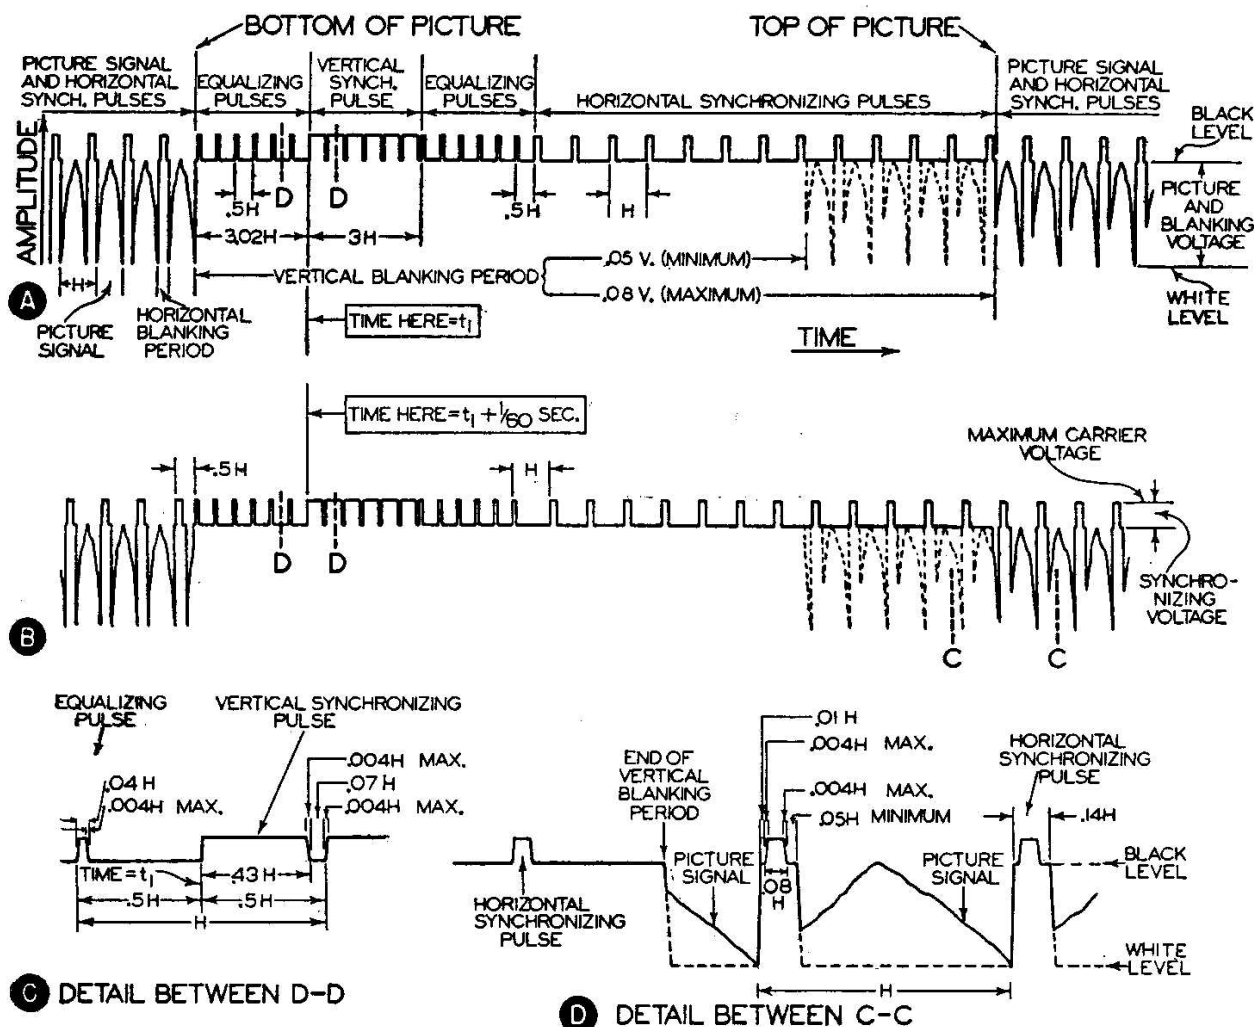 BOTTOM OF PICTURE
TOP OF PICTURE
PICTURE SIGNAL
AND HORIZONTAL
SYNCH. PULSES
EQUALIZING
PULSES
VERTICAL
SYNCH.
PULSE
EQUALIZING
PULSES
HORIZONTAL SYNCHRONIZING PULSES
PICTURE SIGNAL
AND HORIZONTAL
SYNCH. PULSES
BLACK
LEVEL
AMPLITUDE
.5H
D
D
.5H
H
PICTURE
AND
BLANKING
VOLTAGE
3.02H
3H
H
VERTICAL BLANKING PERIOD
.05 V. (MINIMUM)
.08 V. (MAXIMUM)
WHITE
LEVEL
A
PICTURE
SIGNAL
HORIZONTAL
BLANKING
PERIOD
TIME HERE=t₁
TIME
TIME HERE=t₁ + 1/60 SEC.
MAXIMUM CARRIER
VOLTAGE
.5H
H
D
D
SYNCHRO-
NIZING
VOLTAGE
B
C
C
EQUALIZING
PULSE
VERTICAL SYNCHRONIZING
PULSE
.004H MAX.
.07H
.004H MAX.
.04H
.004H MAX.
TIME=t₁
.43H
.5H
.5H
H
C DETAIL BETWEEN D-D
.01H
.004H MAX.
END OF
VERTICAL
BLANKING
PERIOD
.004H MAX.
.05H MINIMUM
HORIZONTAL
SYNCHRONIZING
PULSE
.14H
PICTURE
SIGNAL
.08
H
PICTURE
SIGNAL
BLACK
LEVEL
HORIZONTAL
SYNCHRONIZING
PULSE
WHITE
LEVEL
H
D DETAIL BETWEEN C-C